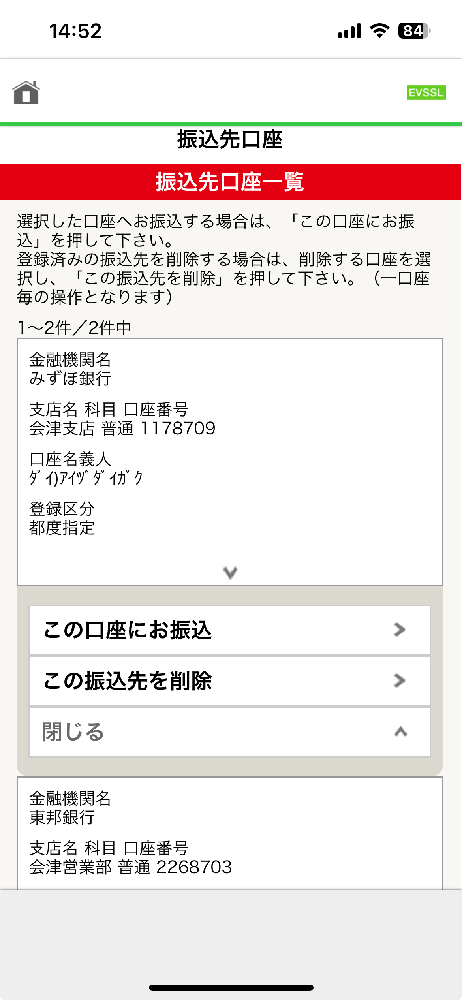 14:52
84
EVSSL
振込先口座
振込先口座一覧
選択した口座へお振込する場合は、「この口座にお振
込」を押して下さい。
登録済みの振込先を削除する場合は、削除する口座を選
択し、「この振込先を削除」を押して下さい。（一口座
毎の操作となります）
1〜2件／2件中
金融機関名
みずほ銀行
支店名 科目 口座番号
会津支店 普通 1178709
口座名義人
ﾀﾞｲ)ｱｲﾂﾞﾀﾞｲｶﾞｸ
登録区分
都度指定
この口座にお振込
この振込先を削除
閉じる
金融機関名
東邦銀行
支店名 科目 口座番号
会津営業部 普通 2268703